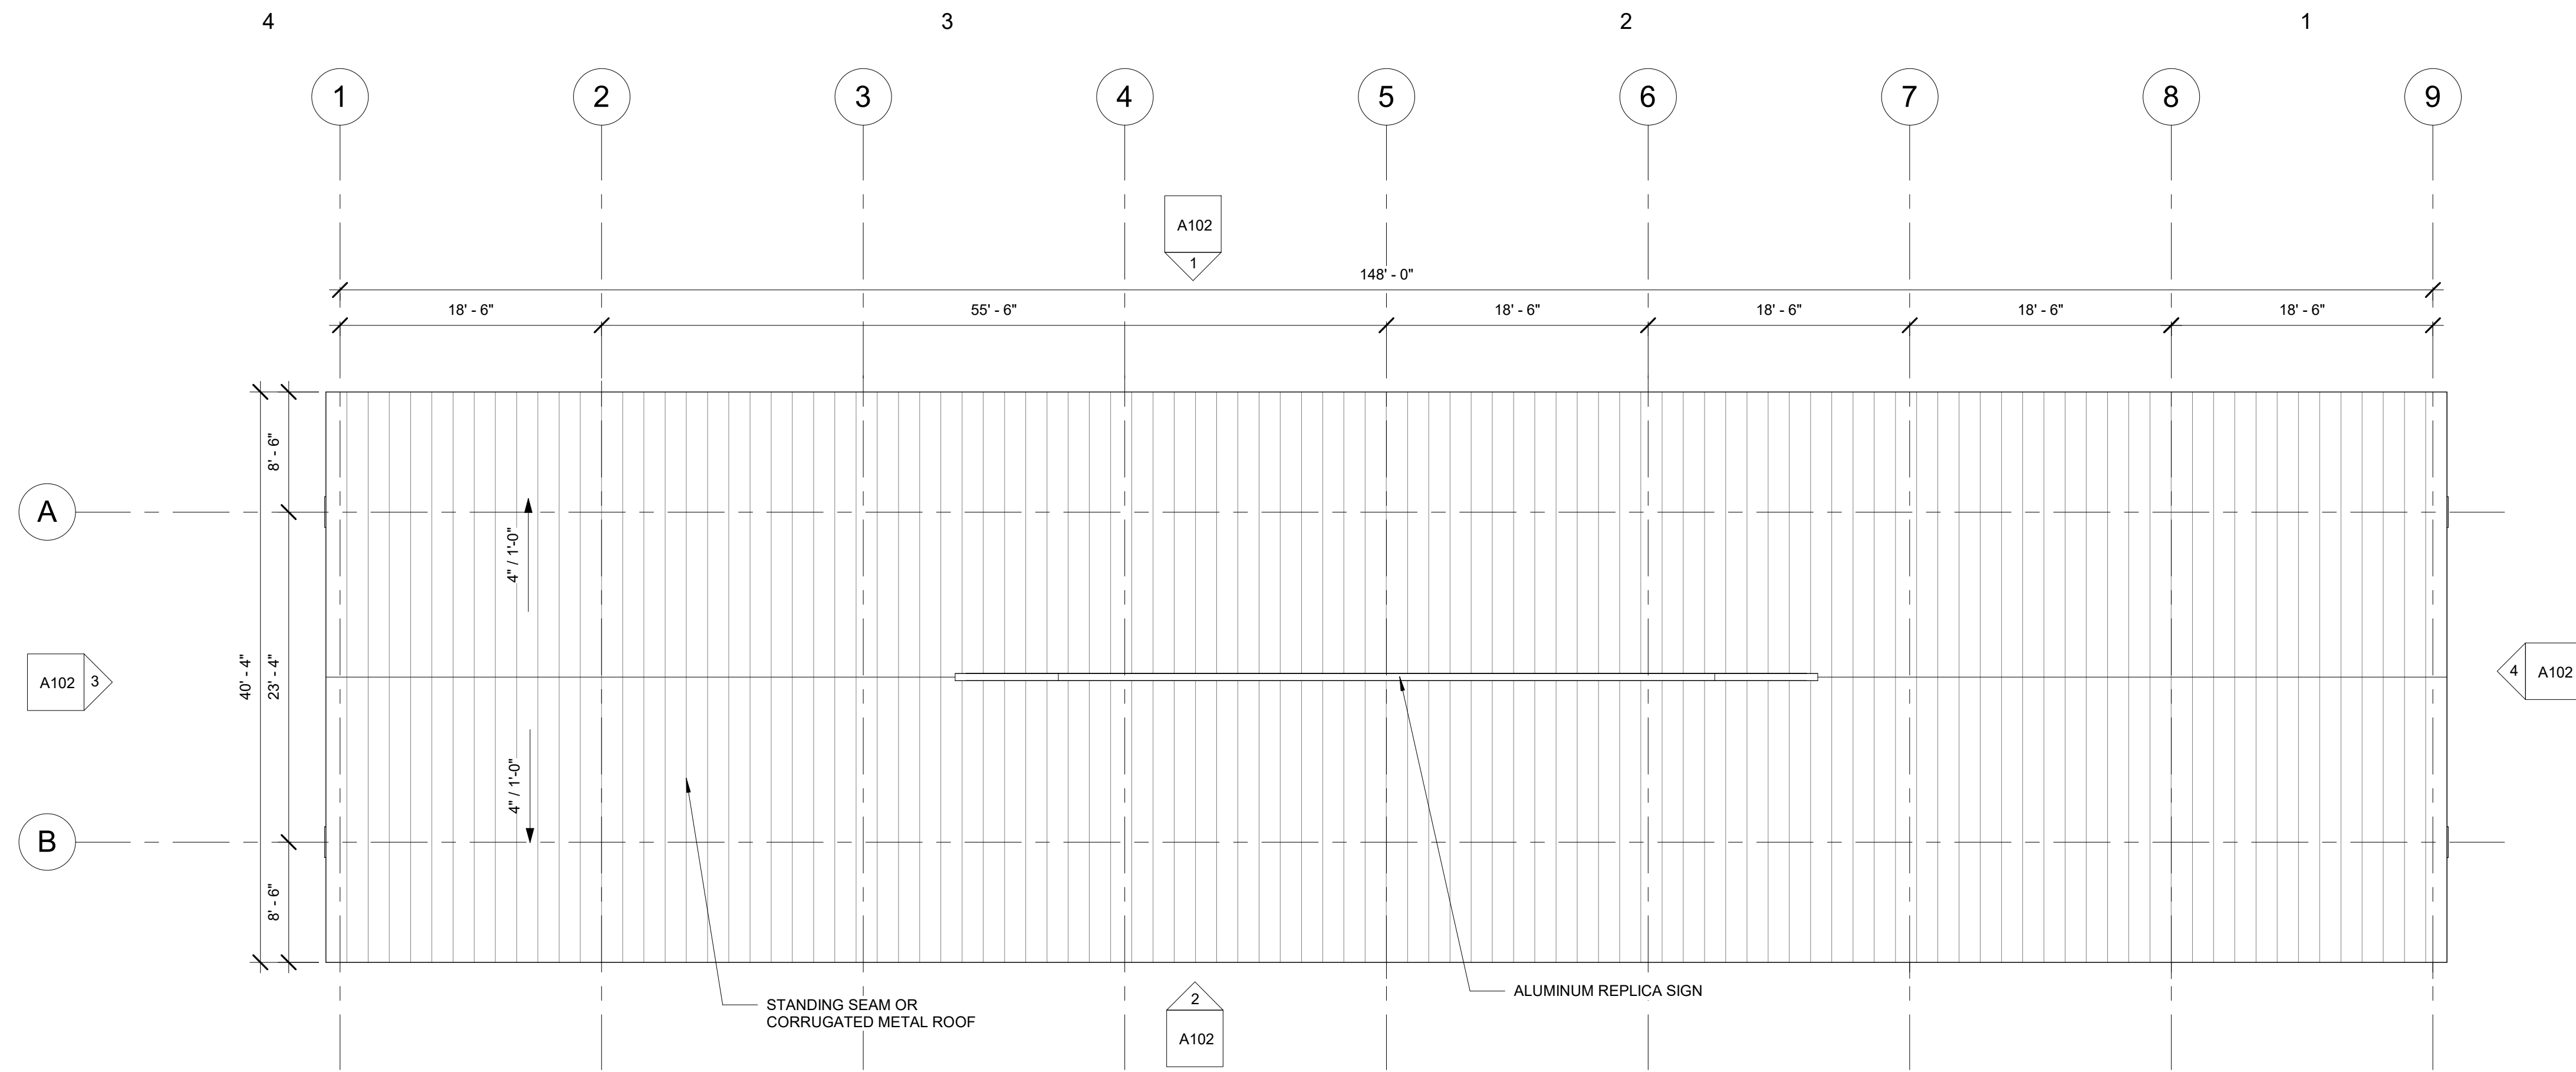 4 3 2 1
1 2 3 4 5 6 7 8 9
A102
1
148' - 0"
18' - 6" 55' - 6" 18' - 6" 18' - 6" 18' - 6" 18' - 6"
8' - 6"
A
4" / 1'-0"
40' - 4"
23' - 4"
A102 3
4 A102
4" / 1'-0"
B
8' - 6"
STANDING SEAM OR
CORRUGATED METAL ROOF
ALUMINUM REPLICA SIGN
2
A102